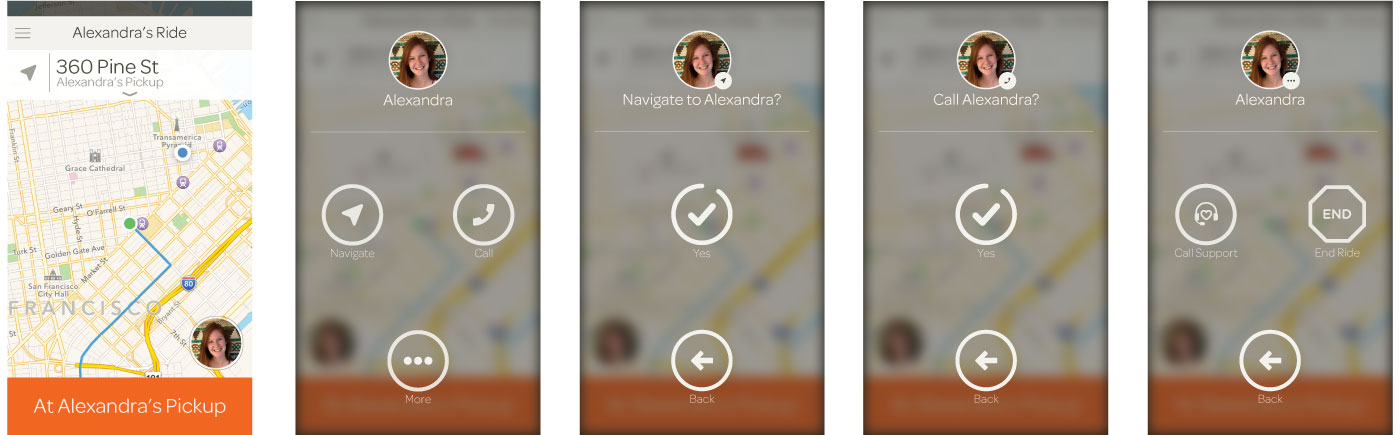 Alexandra's Ride
360 Pine St
Alexandra's Pickup
Franklin St
Transamerica
Pyramid
Grace Cathedral
Geary St
O'Farrell St
Hyde St
Turk St
Golden Gate Ave
Market St
San Francisco
City Hall
80
FRANCISCO
Bryant St
7th St
St
101
At Alexandra's Pickup
Alexandra
Navigate
Call
More
Navigate to Alexandra?
Yes
Back
Call Alexandra?
Yes
Back
Alexandra
Call Support
END
End Ride
Back